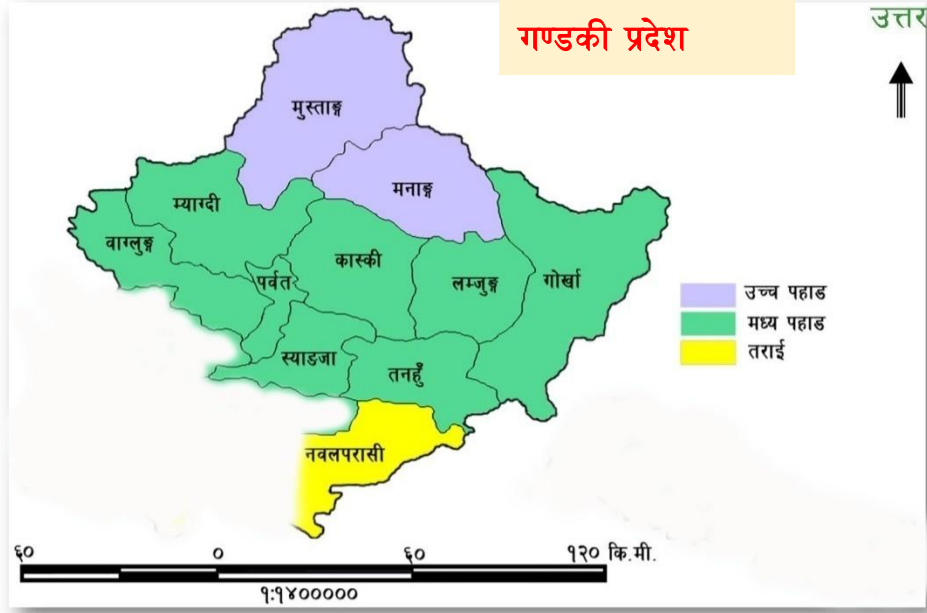 गण्डकी प्रदेश
उत्तर
मुस्ताङ्ग
मनाङ्ग
म्याग्दी
वाग्लुङ्ग
कास्की
पर्वत
लम्जुङ्ग
गोर्खा
उच्च पहाड
मध्य पहाड
तराई
स्याङजा
तनहुँ
नवलपरासी
६० ० ६० १२० कि.मी.
१:१४०००००